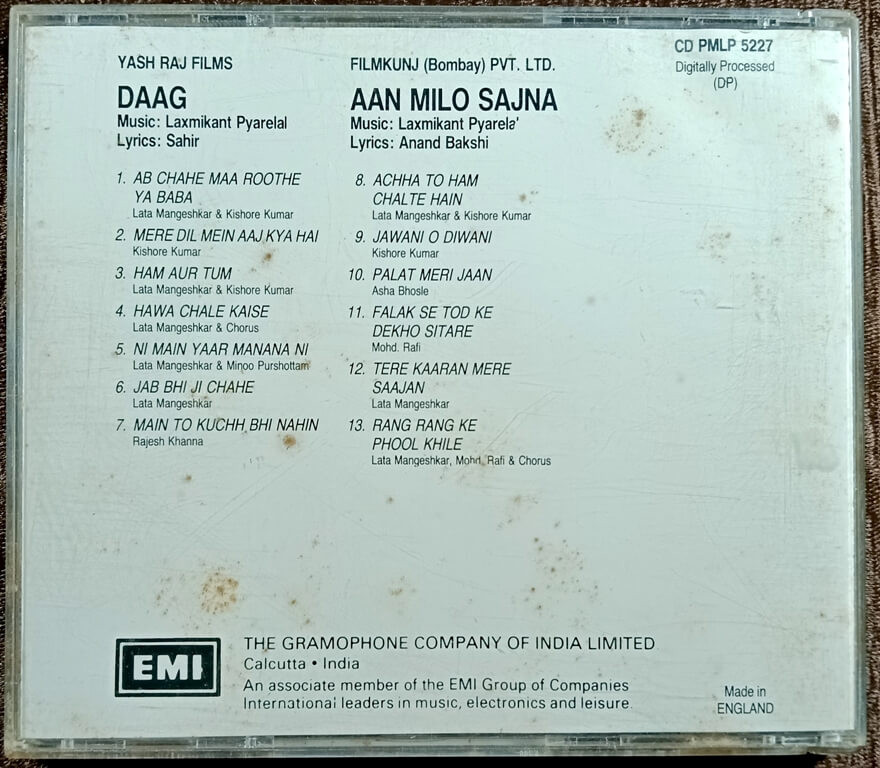 CD PMLP 5227
Digitally Processed
(DP)
YASH RAJ FILMS
DAAG
Music: Laxmikant Pyarelal
Lyrics: Sahir
1. AB CHAHE MAA ROOTHE
YA BABA
Lata Mangeshkar & Kishore Kumar
2. MERE DIL MEIN AAJ KYA HAI
Kishore Kumar
3. HAM AUR TUM
Lata Mangeshkar & Kishore Kumar
4. HAWA CHALE KAISE
Lata Mangeshkar & Chorus
5. NI MAIN YAAR MANANA NI
Lata Mangeshkar & Minoo Purshottam
6. JAB BHI JI CHAHE
Lata Mangeshkar
7. MAIN TO KUCHH BHI NAHIN
Rajesh Khanna
FILMKUNJ (Bombay) PVT. LTD.
AAN MILO SAJNA
Music: Laxmikant Pyarelal
Lyrics: Anand Bakshi
8. ACHHA TO HAM
CHALTE HAIN
Lata Mangeshkar & Kishore Kumar
9. JAWANI O DIWANI
Kishore Kumar
10. PALAT MERI JAAN
Asha Bhosle
11. FALAK SE TOD KE
DEKHO SITARE
Mohd. Rafi
12. TERE KAARAN MERE
SAAJAN
Lata Mangeshkar
13. RANG RANG KE
PHOOL KHILE
Lata Mangeshkar, Mohd. Rafi & Chorus
EMI
THE GRAMOPHONE COMPANY OF INDIA LIMITED
Calcutta • India
An associate member of the EMI Group of Companies
International leaders in music, electronics and leisure.
Made in
ENGLAND